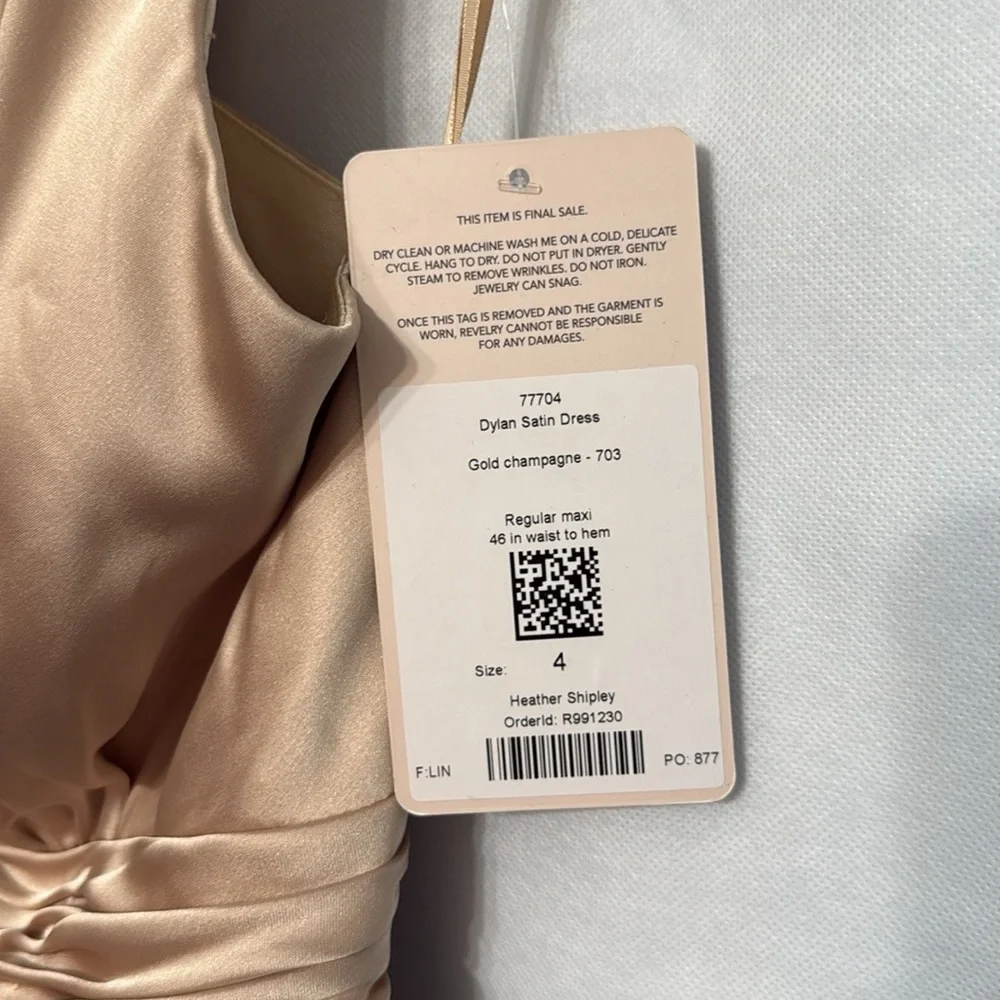 THIS ITEM IS FINAL SALE.
DRY CLEAN OR MACHINE WASH ME ON A COLD, DELICATE
CYCLE. HANG TO DRY. DO NOT PUT IN DRYER. GENTLY
STEAM TO REMOVE WRINKLES. DO NOT IRON.
JEWELRY CAN SNAG.
ONCE THIS TAG IS REMOVED AND THE GARMENT IS
WORN, REVELRY CANNOT BE RESPONSIBLE
FOR ANY DAMAGES.
77704
Dylan Satin Dress
Gold champagne - 703
Regular maxi
46 in waist to hem
Size: 4
Heather Shipley
OrderId: R991230
F:LIN PO: 877